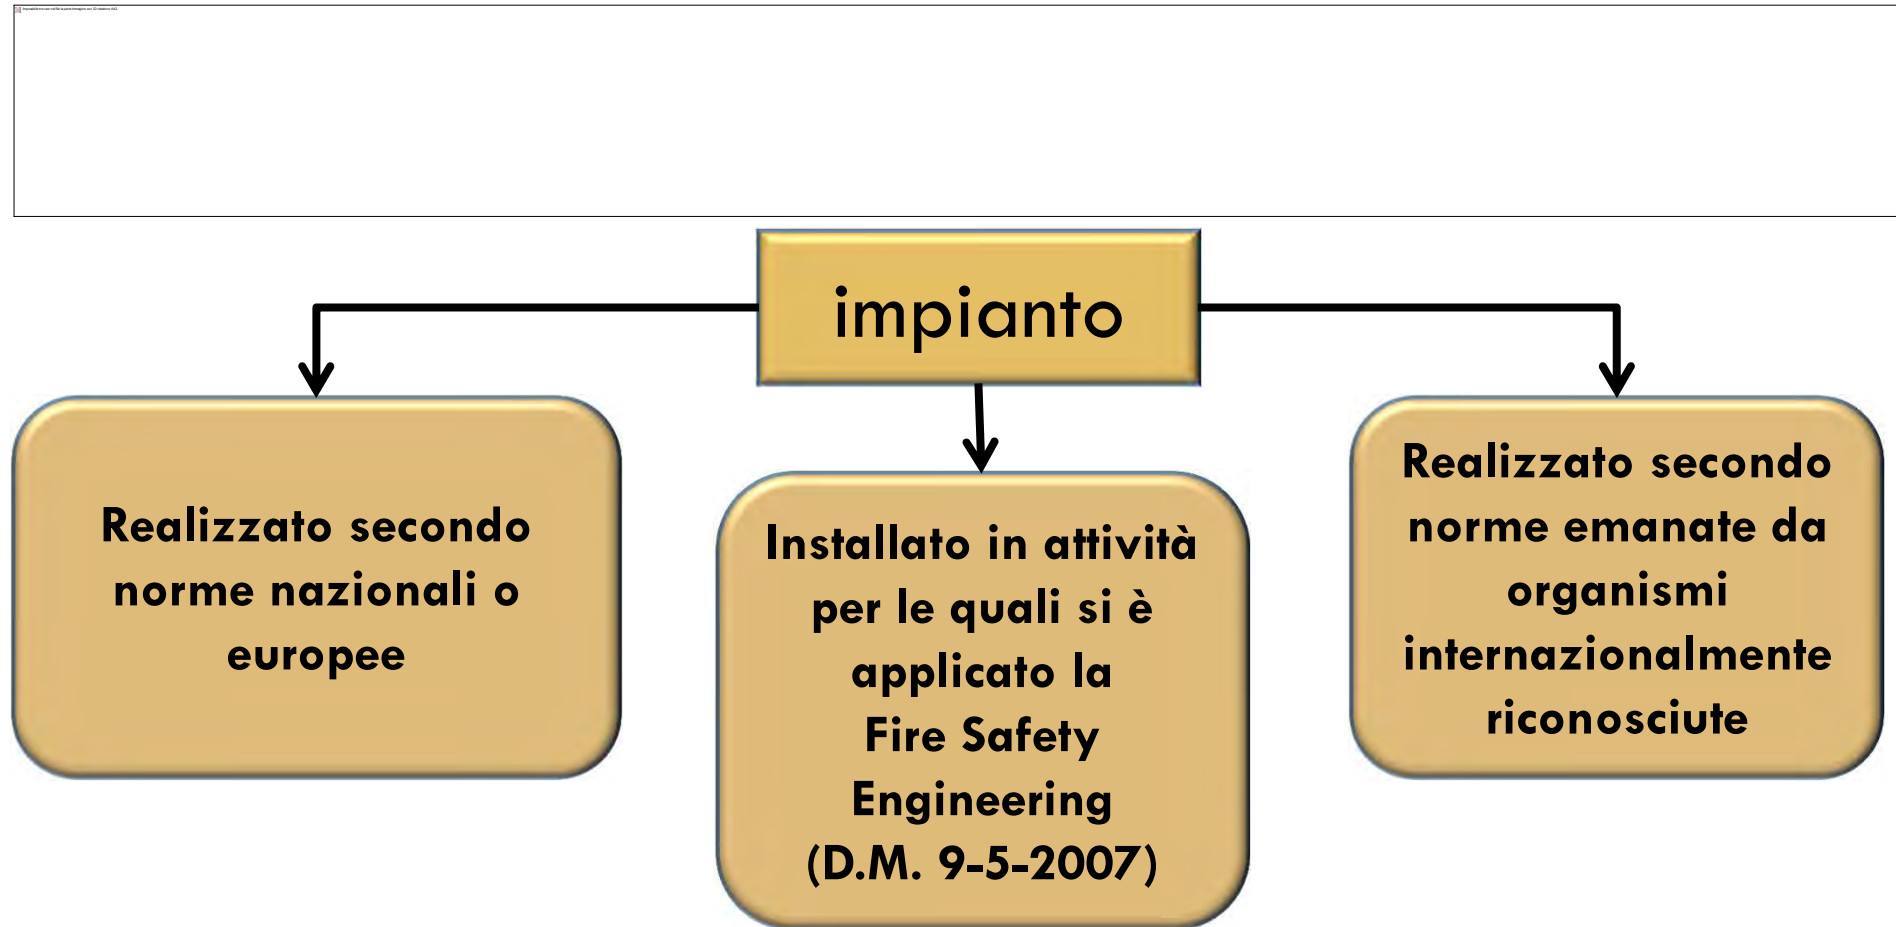 impianto
Realizzato secondo
norme nazionali o
europee
Installato in attività
per le quali si è
applicato la
Fire Safety
Engineering
(D.M. 9-5-2007)
Realizzato secondo
norme emanate da
organismi
internazionalmente
riconosciute